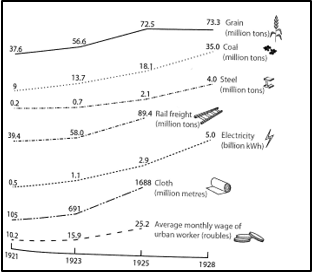 37.6 56.6 72.5 73.3 Grain
(million tons)
9 13.7 18.1 35.0 Coal
(million tons)
0.2 0.7 2.1 4.0 Steel
(million tons)
39.4 58.0 89.4 Rail freight
(million tons)
0.5 1.1 2.9 5.0 Electricity
(billion kWh)
105 691 1688 Cloth
(million metres)
10.2 15.9 25.2 Average monthly wage of
urban worker (roubles)
1921 1923 1925 1928